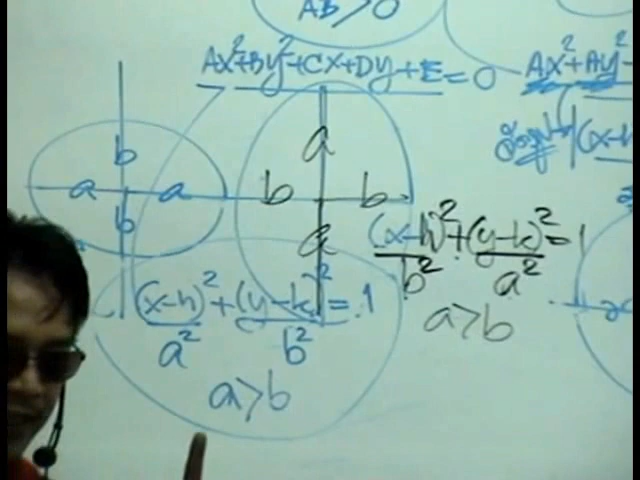 AB > 0
Ax²+By²+Cx+Dy+E=0
Ax²+Ay²
b
a a
b
a
b b
a
(x-h)²/b² + (y-k)²/a² = 1
a>b
(x-h)²/a² + (y-k)²/b² = 1
a>b